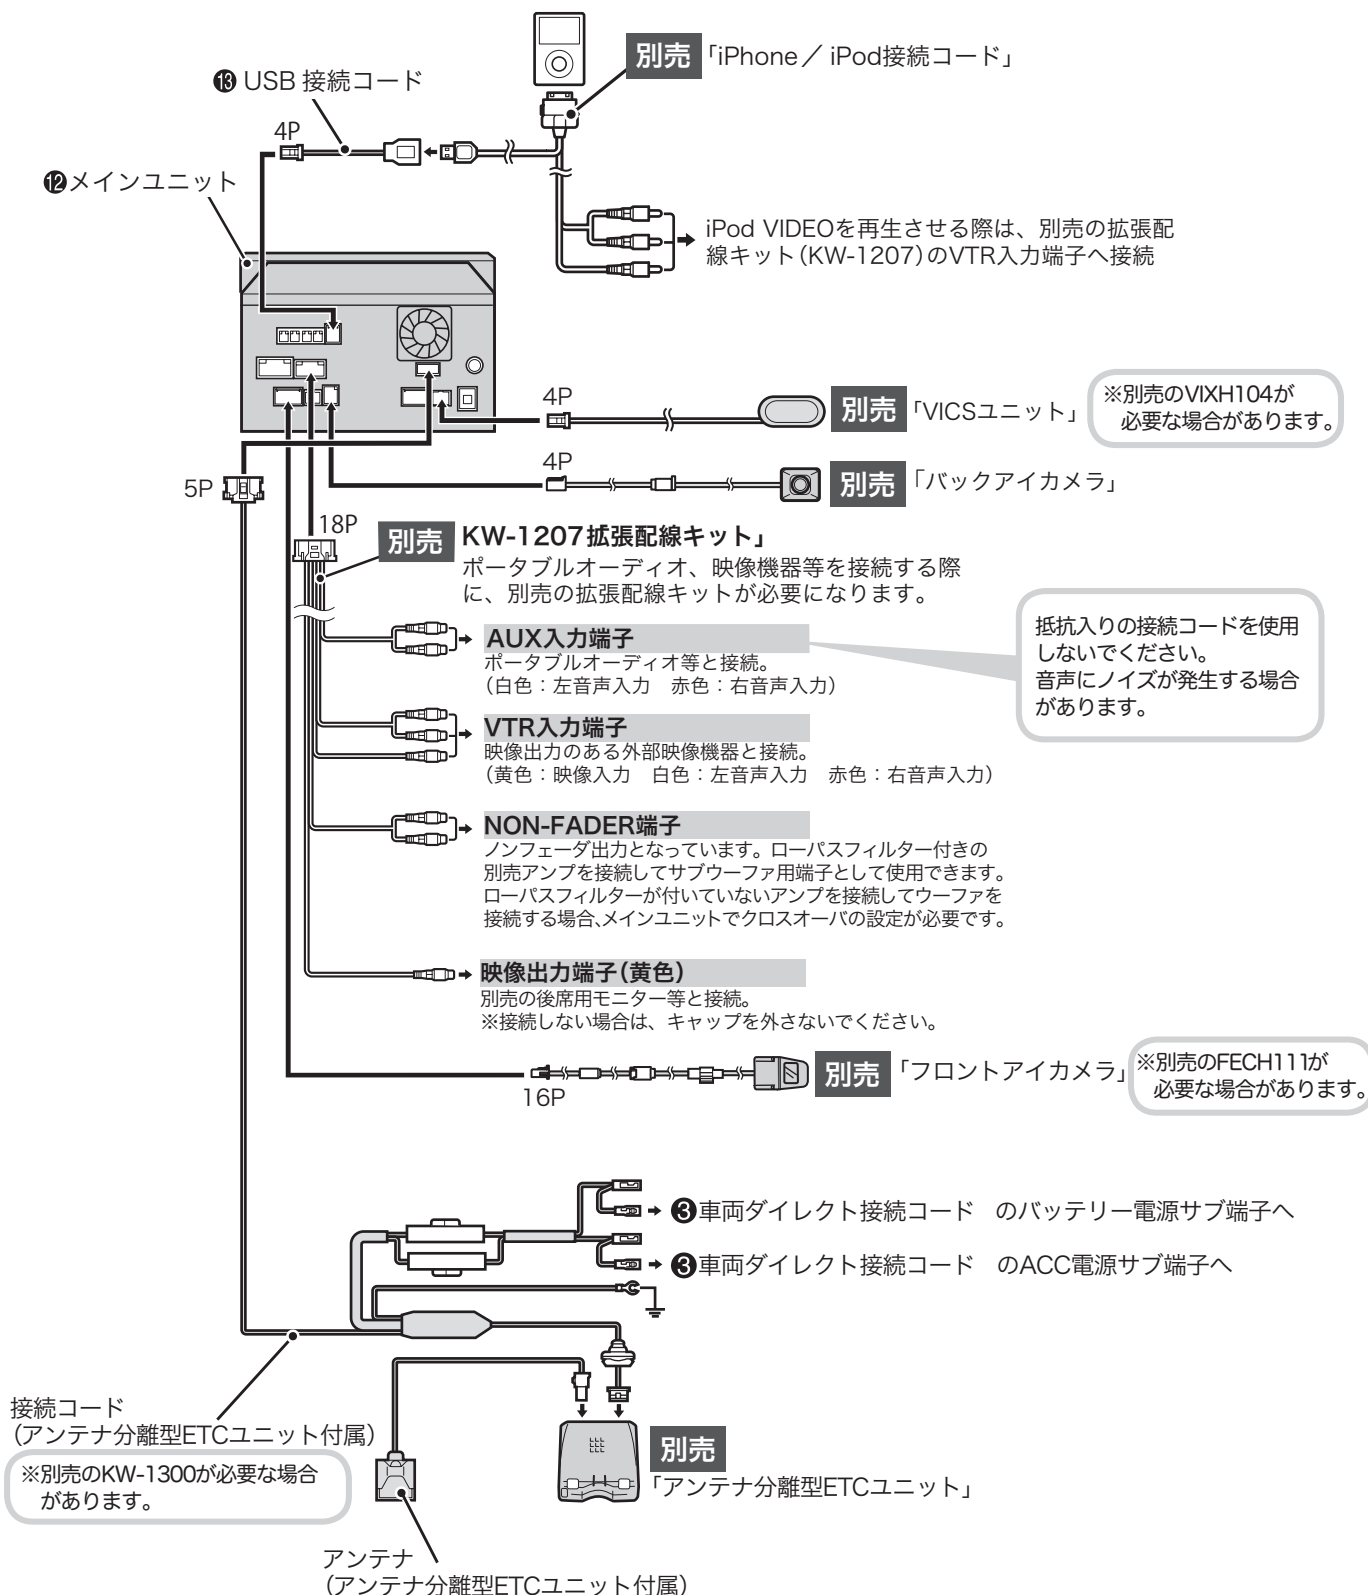 別売「iPhone／iPod接続コード」
⓭ USB 接続コード
4P
⓬メインユニット
iPod VIDEOを再生させる際は、別売の拡張配
線キット(KW-1207)のVTR入力端子へ接続
4P
別売「VICSユニット」
※別売のVIXH104が
必要な場合があります。
4P
別売「バックアイカメラ」
5P
18P
別売 KW-1207拡張配線キット」
ポータブルオーディオ、映像機器等を接続する際
に、別売の拡張配線キットが必要になります。
AUX入力端子
ポータブルオーディオ等と接続。
（白色：左音声入力　赤色：右音声入力）
抵抗入りの接続コードを使用
しないでください。
音声にノイズが発生する場合
があります。
VTR入力端子
映像出力のある外部映像機器と接続。
（黄色：映像入力　白色：左音声入力　赤色：右音声入力）
NON-FADER端子
ノンフェーダ出力となっています。ローパスフィルター付きの
別売アンプを接続してサブウーファ用端子として使用できます。
ローパスフィルターが付いていないアンプを接続してウーファを
接続する場合、メインユニットでクロスオーバの設定が必要です。
映像出力端子(黄色)
別売の後席用モニター等と接続。
※接続しない場合は、キャップを外さないでください。
16P
別売「フロントアイカメラ」
※別売のFECH111が
必要な場合があります。
❸車両ダイレクト接続コード　のバッテリー電源サブ端子へ
❸車両ダイレクト接続コード　のACC電源サブ端子へ
接続コード
（アンテナ分離型ETCユニット付属）
※別売のKW-1300が必要な場合
があります。
別売
「アンテナ分離型ETCユニット」
アンテナ
（アンテナ分離型ETCユニット付属）